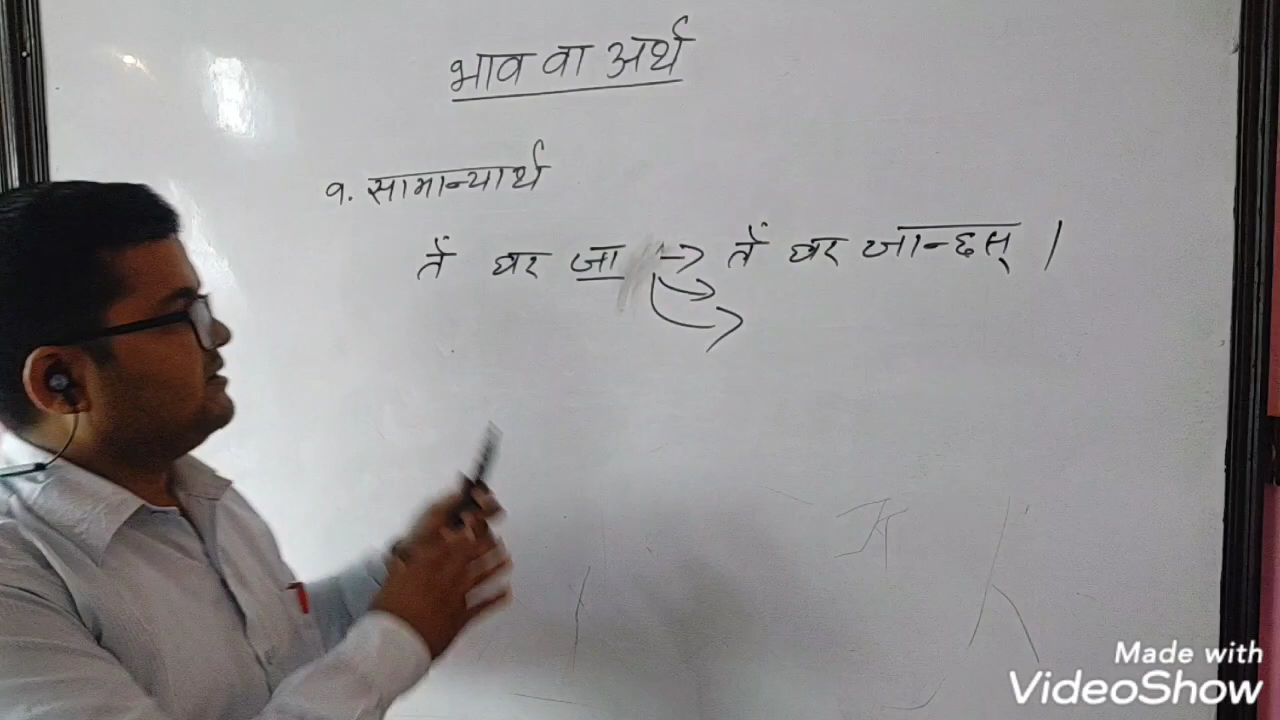 भाव वा अर्थ
१. सामान्यार्थ
तँ घर जा → तँ घर जान्छस् ।
Made with
VideoShow